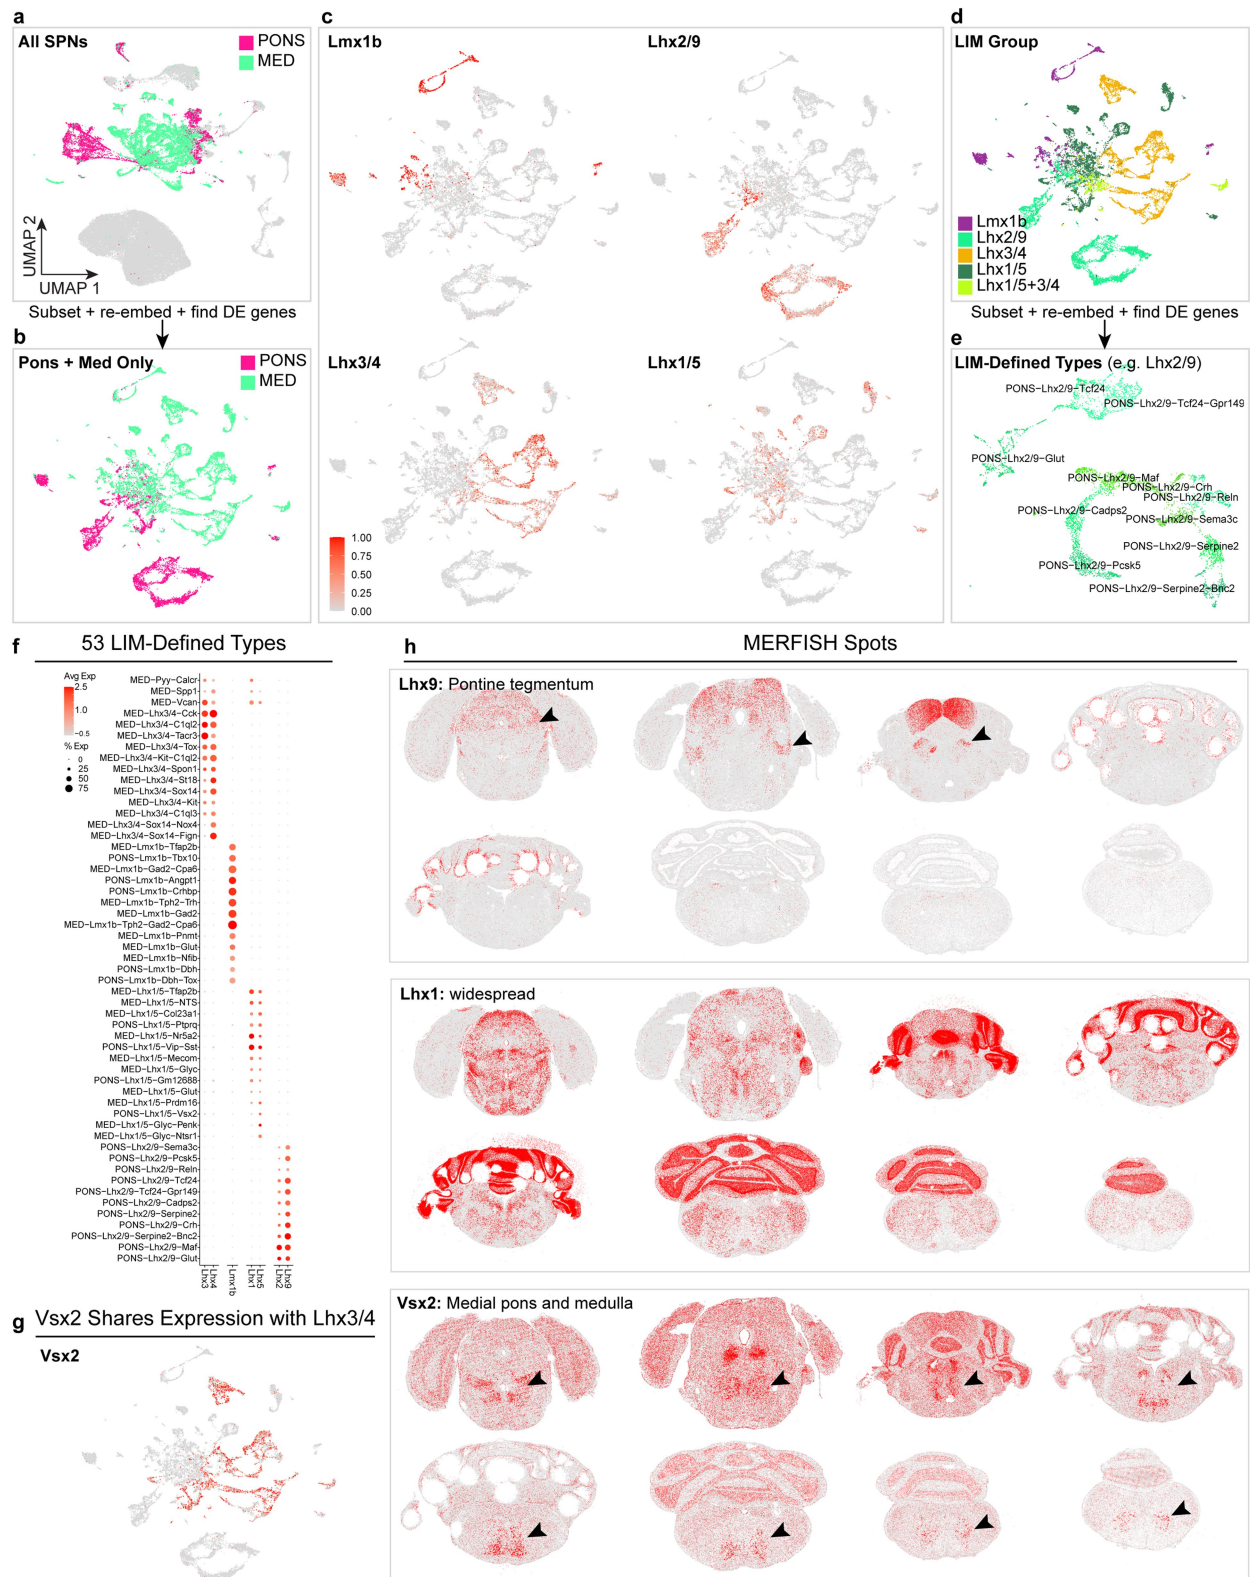 a
All SPNs
PONS
MED
UMAP 2
UMAP 1
Subset + re-embed + find DE genes
b
Pons + Med Only
PONS
MED
c
Lmx1b
Lhx2/9
Lhx3/4
Lhx1/5
1.00
0.75
0.50
0.25
0.00
d
LIM Group
Lmx1b
Lhx2/9
Lhx3/4
Lhx1/5
Lhx1/5+3/4
Subset + re-embed + find DE genes
e
LIM-Defined Types (e.g. Lhx2/9)
PONS-Lhx2/9-Tcf24
PONS-Lhx2/9-Tcf24-Gpr149
PONS-Lhx2/9-Glut
PONS-Lhx2/9-Maf
PONS-Lhx2/9-Crh
PONS-Lhx2/9-Reln
PONS-Lhx2/9-Cadps2
PONS-Lhx2/9-Sema3c
PONS-Lhx2/9-Serpine2
PONS-Lhx2/9-Pcsk5
PONS-Lhx2/9-Serpine2-Bnc2
f
53 LIM-Defined Types
Avg Exp
2.5
1.0
-0.5
% Exp
0
25
50
75
MED-Pyy-Calcr
MED-Spp1
MED-Vcan
MED-Lhx3/4-Cck
MED-Lhx3/4-C1ql2
MED-Lhx3/4-Tacr3
MED-Lhx3/4-Tox
MED-Lhx3/4-Kit-C1ql2
MED-Lhx3/4-Spon1
MED-Lhx3/4-St18
MED-Lhx3/4-Sox14
MED-Lhx3/4-Kit
MED-Lhx3/4-C1ql3
MED-Lhx3/4-Sox14-Nox4
MED-Lhx3/4-Sox14-Fign
MED-Lmx1b-Tfap2b
PONS-Lmx1b-Tbx10
MED-Lmx1b-Gad2-Cpa6
PONS-Lmx1b-Angpt1
PONS-Lmx1b-Crhbp
MED-Lmx1b-Tph2-Trh
MED-Lmx1b-Gad2
MED-Lmx1b-Tph2-Gad2-Cpa6
MED-Lmx1b-Pnmt
MED-Lmx1b-Glut
MED-Lmx1b-Nfib
PONS-Lmx1b-Dbh
PONS-Lmx1b-Dbh-Tox
MED-Lhx1/5-Tfap2b
MED-Lhx1/5-NTS
MED-Lhx1/5-Col23a1
PONS-Lhx1/5-Ptprq
MED-Lhx1/5-Nr5a2
PONS-Lhx1/5-Vip-Sst
MED-Lhx1/5-Mecom
MED-Lhx1/5-Glyc
PONS-Lhx1/5-Gm12688
MED-Lhx1/5-Glut
MED-Lhx1/5-Prdm16
PONS-Lhx1/5-Vsx2
MED-Lhx1/5-Glyc-Penk
MED-Lhx1/5-Glyc-Ntsr1
PONS-Lhx2/9-Sema3c
PONS-Lhx2/9-Pcsk5
PONS-Lhx2/9-Reln
PONS-Lhx2/9-Tcf24
PONS-Lhx2/9-Tcf24-Gpr149
PONS-Lhx2/9-Cadps2
PONS-Lhx2/9-Serpine2
PONS-Lhx2/9-Crh
PONS-Lhx2/9-Serpine2-Bnc2
PONS-Lhx2/9-Maf
PONS-Lhx2/9-Glut
Lhx3
Lhx4
Lmx1b
Lhx1
Lhx5
Lhx2
Lhx9
g
Vsx2 Shares Expression with Lhx3/4
Vsx2
h
MERFISH Spots
Lhx9: Pontine tegmentum
Lhx1: widespread
Vsx2: Medial pons and medulla